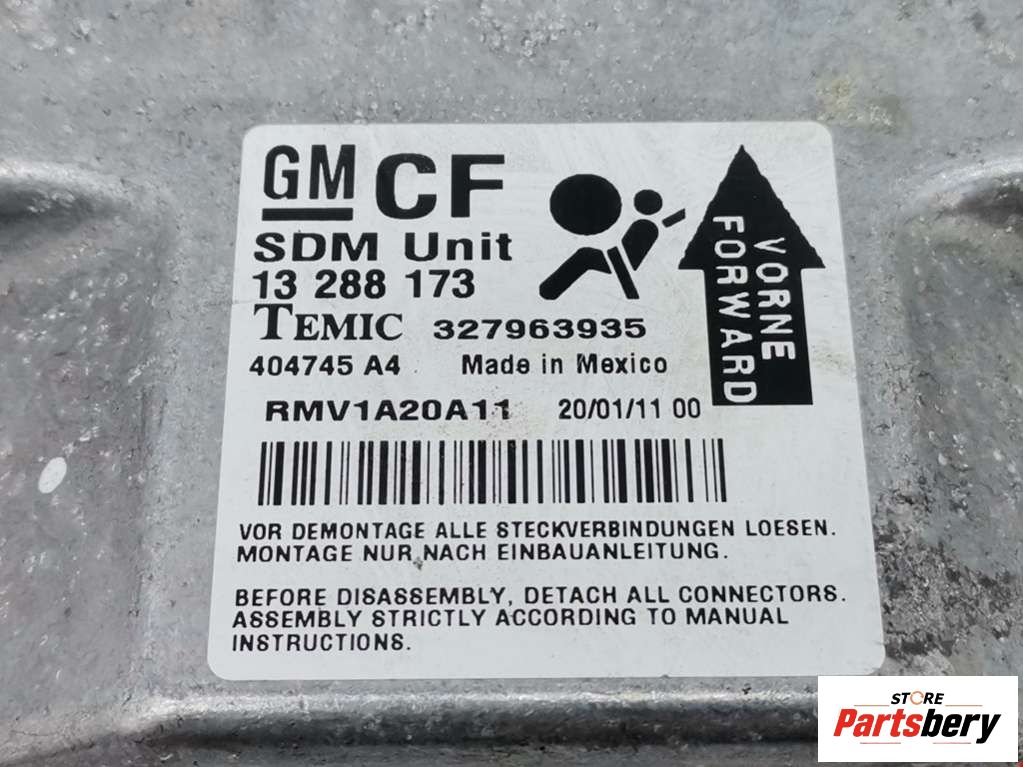 GM CF
SDM Unit
13 288 173
TEMIC 327963935
404745 A4 Made in Mexico
RMV1A20A11 20/01/11 00
VORNE
FORWARD
VOR DEMONTAGE ALLE STECKVERBINDUNGEN LOESEN.
MONTAGE NUR NACH EINBAUANLEITUNG.
BEFORE DISASSEMBLY, DETACH ALL CONNECTORS.
ASSEMBLY STRICTLY ACCORDING TO MANUAL
INSTRUCTIONS.
STORE
Partsbery